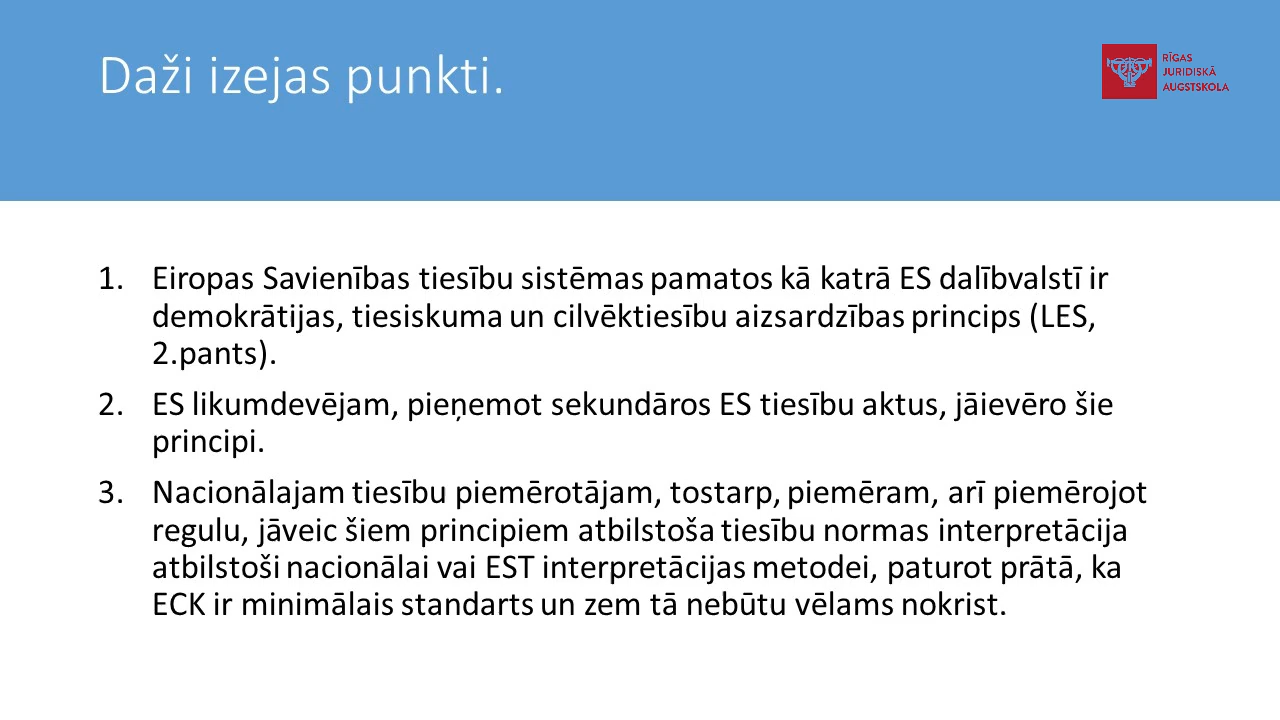 Daži izejas punkti.
RĪGAS
JURIDISKĀ
AUGSTSKOLA
1. Eiropas Savienības tiesību sistēmas pamatos kā katrā ES dalībvalstī ir
demokrātijas, tiesiskuma un cilvēktiesību aizsardzības princips (LES,
2.pants).
2. ES likumdevējam, pieņemot sekundāros ES tiesību aktus, jāievēro šie
principi.
3. Nacionālajam tiesību piemērotājam, tostarp, piemēram, arī piemērojot
regulu, jāveic šiem principiem atbilstoša tiesību normas interpretācija
atbilstoši nacionālai vai EST interpretācijas metodei, paturot prātā, ka
ECK ir minimālais standarts un zem tā nebūtu vēlams nokrist.